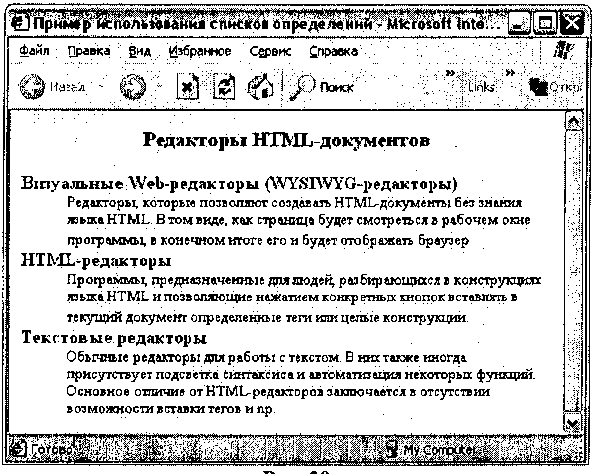 Пример использования списков определений - Microsoft Inte...
Файл Правка Вид Избранное Сервис Справка
Назад Поиск » Links »
Редакторы HTML-документов
Визуальные Web-редакторы (WYSIWYG-редакторы)
Редакторы, которые позволяют создавать HTML-документы без знания
языка HTML. В том виде, как страница будет смотреться в рабочем окне
программы, в конечном итоге его и будет отображать браузер
HTML-редакторы
Программы, предназначенные для людей, разбирающихся в конструкциях
языка HTML и позволяющие нажатием конкретных кнопок вставлять в
текущий документ определенные теги или целые конструкции.
Текстовые редакторы
Обычные редакторы для работы с текстом. В них также иногда
присутствует подсветка синтаксиса и автоматизация некоторых функций.
Основное отличие от HTML-редакторов заключается в отсутствии
возможности вставки тегов и пр.
Готово My Computer